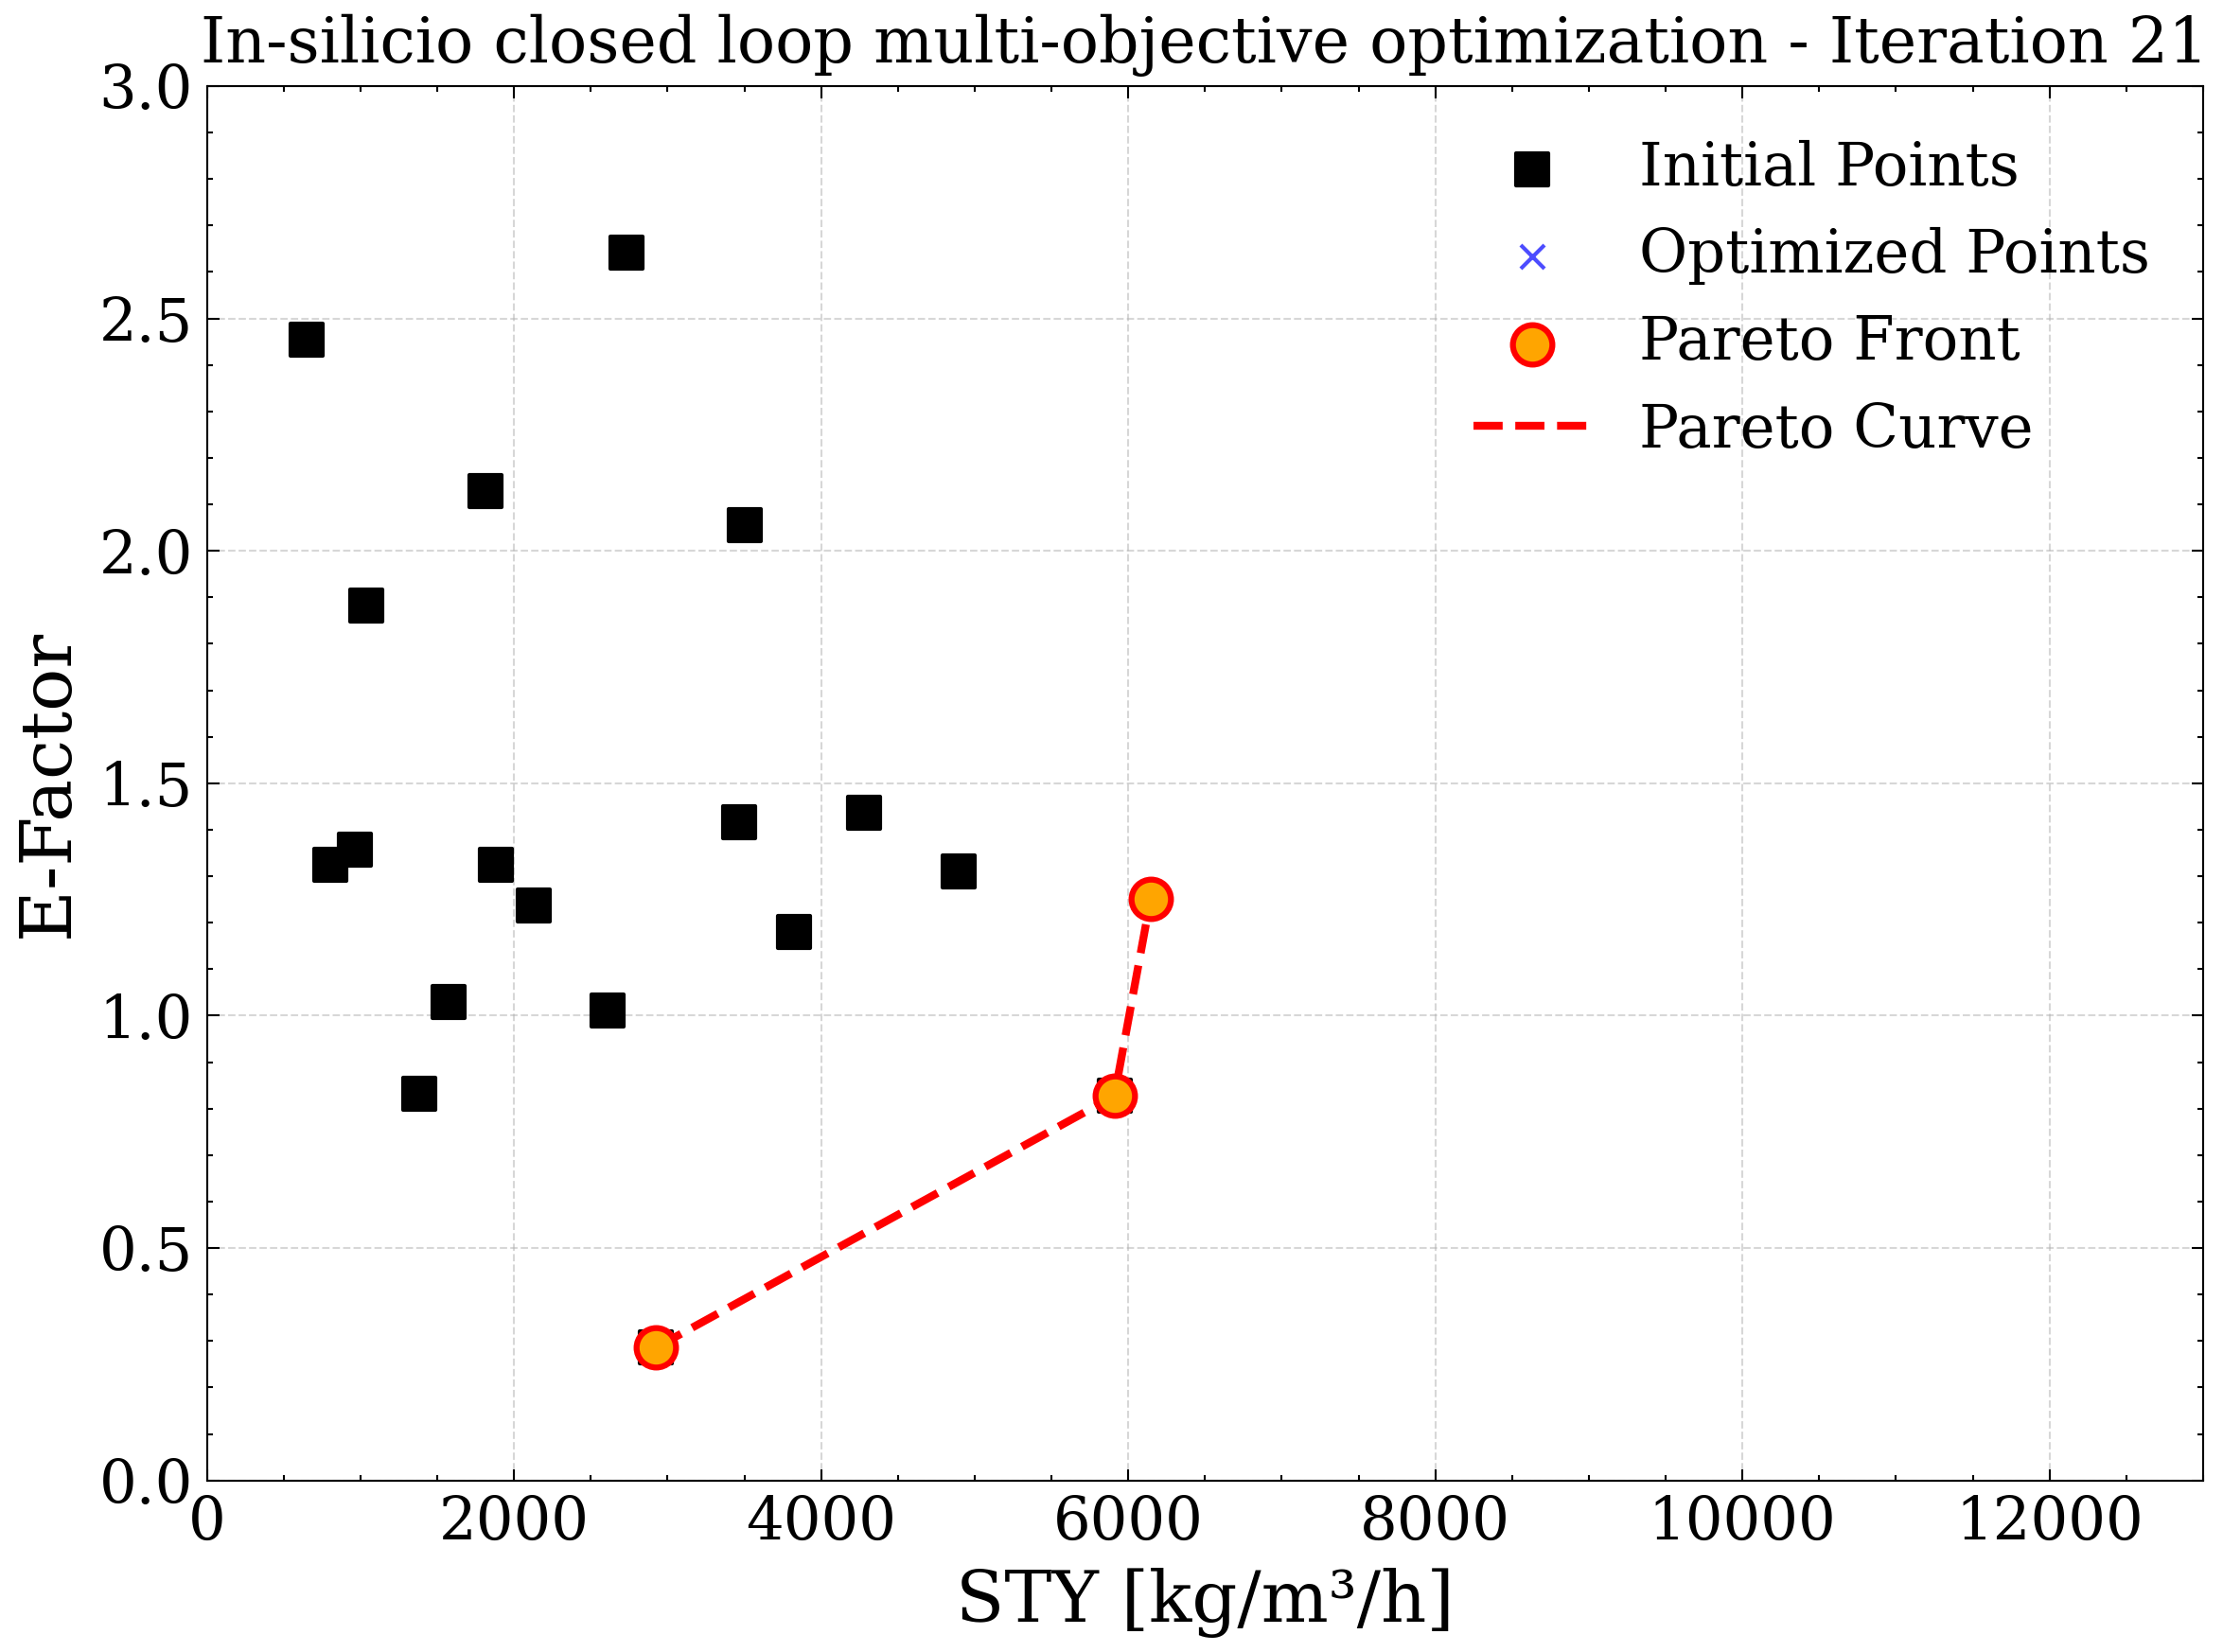 In-silicio closed loop multi-objective optimization - Iteration 21
3.0
2.5
2.0
1.5
1.0
0.5
0.0
E-Factor
Initial Points
Optimized Points
Pareto Front
Pareto Curve
0 2000 4000 6000 8000 10000 12000
STY [kg/m³/h]